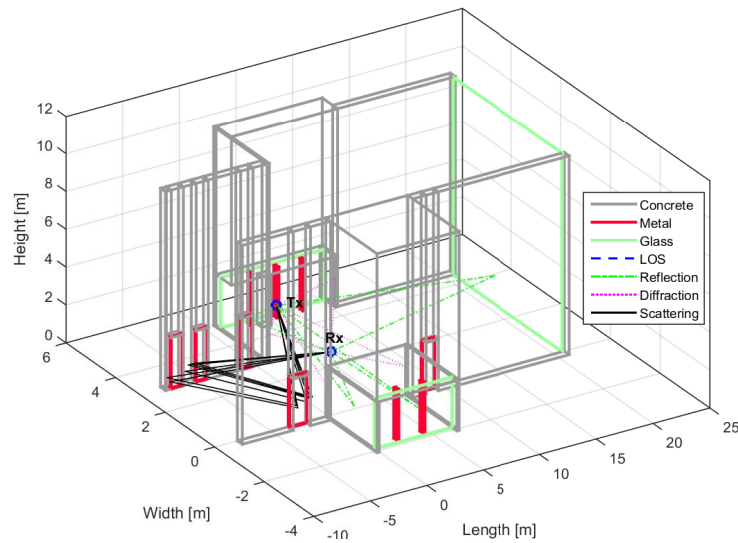 12
10
8
6
4
2
0
Height [m]
6
4
2
0
-2
-4
Width [m]
-10
-5
0
5
10
15
20
25
Length [m]
Tx
Rx
Concrete
Metal
Glass
LOS
Reflection
Diffraction
Scattering